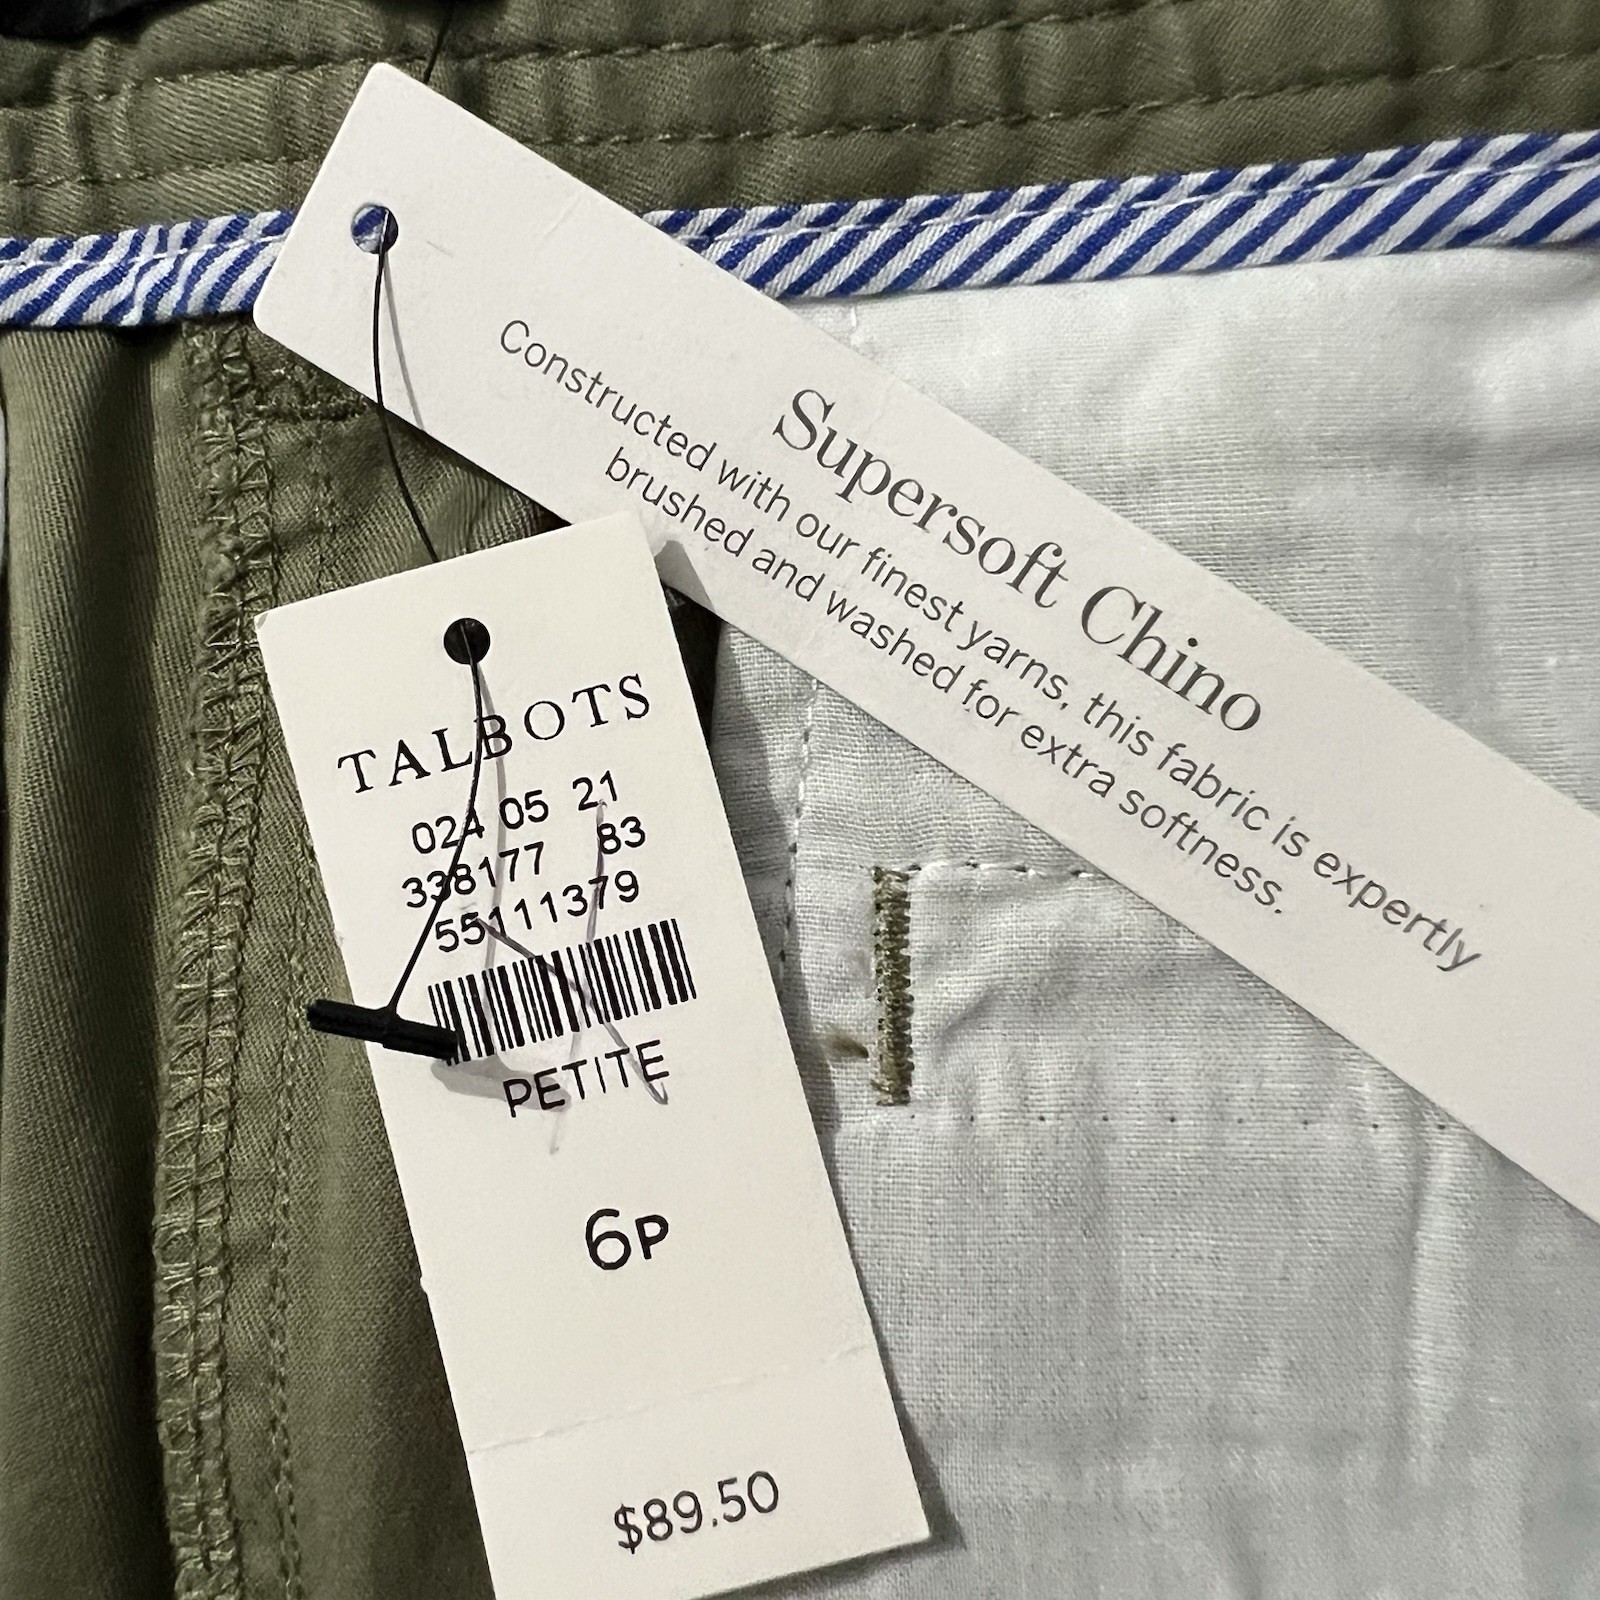 Supersoft Chino
Constructed with our finest yarns, this fabric is expertly
brushed and washed for extra softness.
TALBOTS
024 05 21
338177 83
55111379
PETITE
6P
$89.50